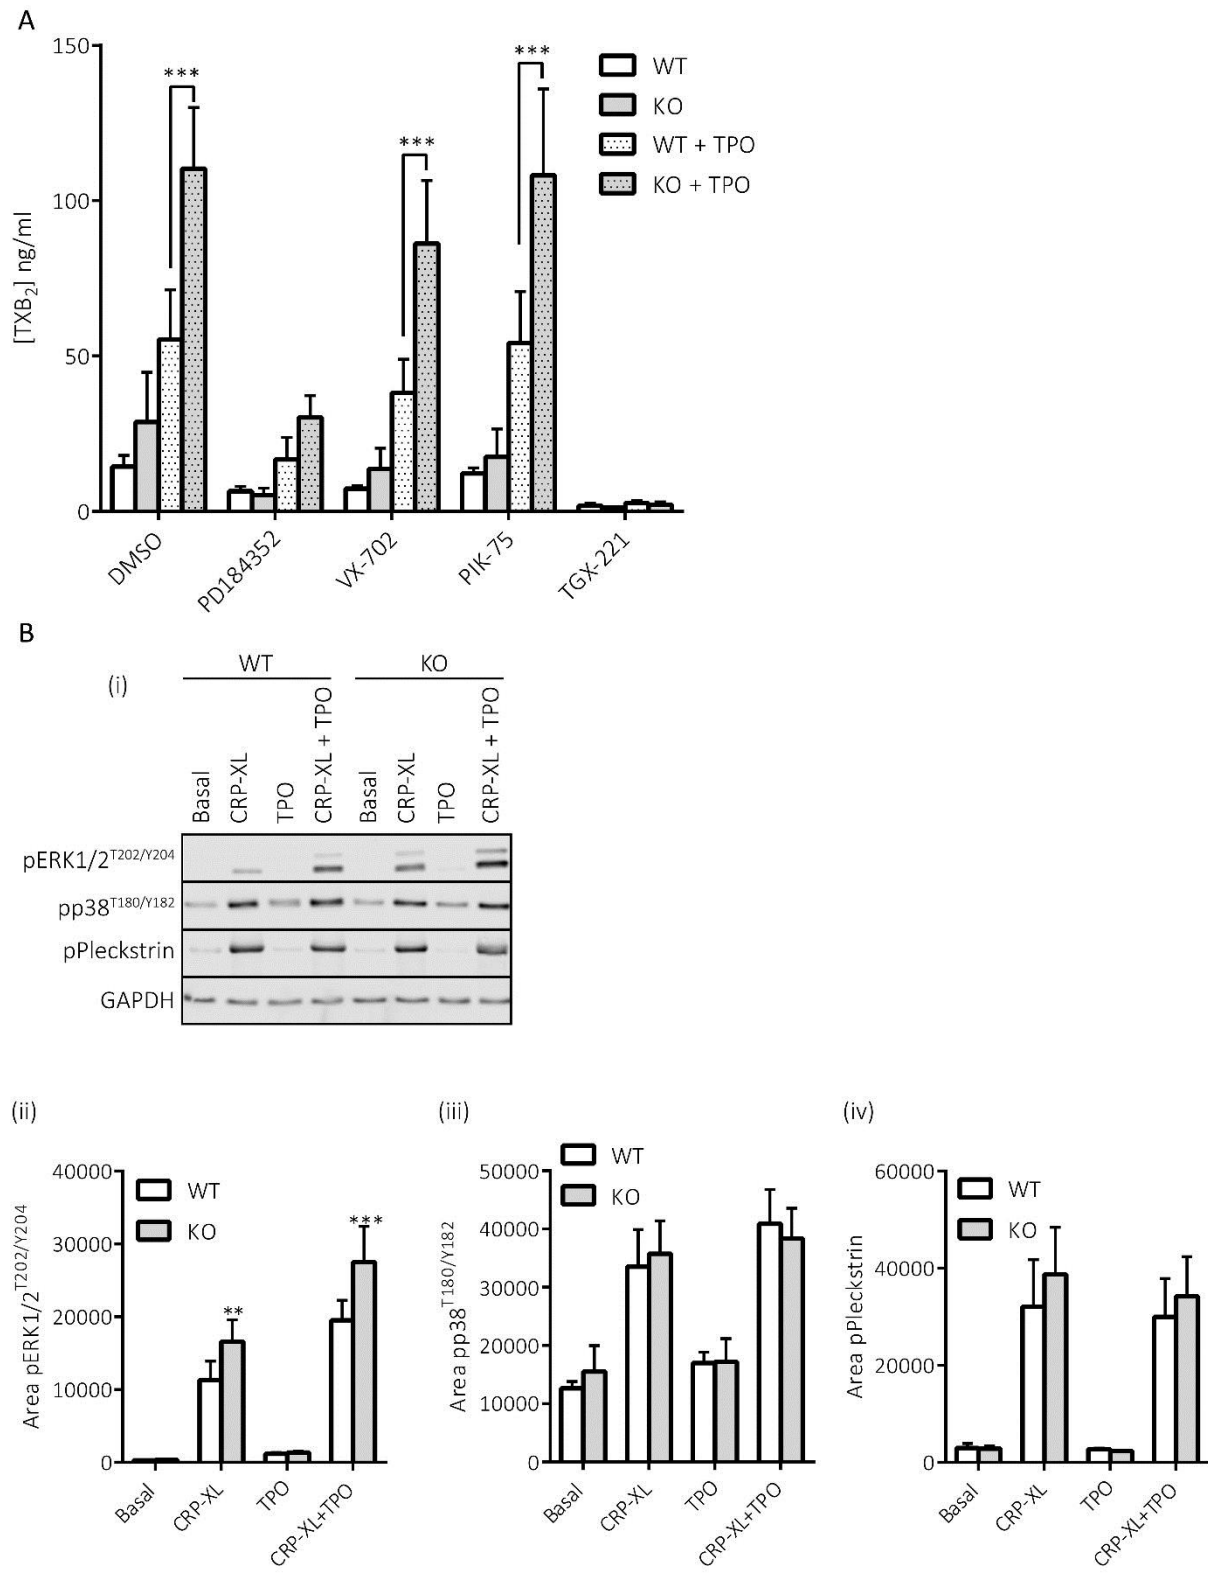 A
150
100
50
0
[TXB2] ng/ml
***
***
***
WT
KO
WT + TPO
KO + TPO
DMSO
PD184352
VX-702
PIK-75
TGX-221
B
(i)
WT
KO
Basal
CRP-XL
TPO
CRP-XL + TPO
Basal
CRP-XL
TPO
CRP-XL + TPO
pERK1/2T202/Y204
pp38T180/Y182
pPleckstrin
GAPDH
(ii)
Area pERK1/2T202/Y204
40000
30000
20000
10000
0
WT
KO
**
***
Basal
CRP-XL
TPO
CRP-XL+TPO
(iii)
Area pp38T180/Y182
50000
40000
30000
20000
10000
0
WT
KO
Basal
CRP-XL
TPO
CRP-XL+TPO
(iv)
Area pPleckstrin
60000
40000
20000
0
WT
KO
Basal
CRP-XL
TPO
CRP-XL+TPO